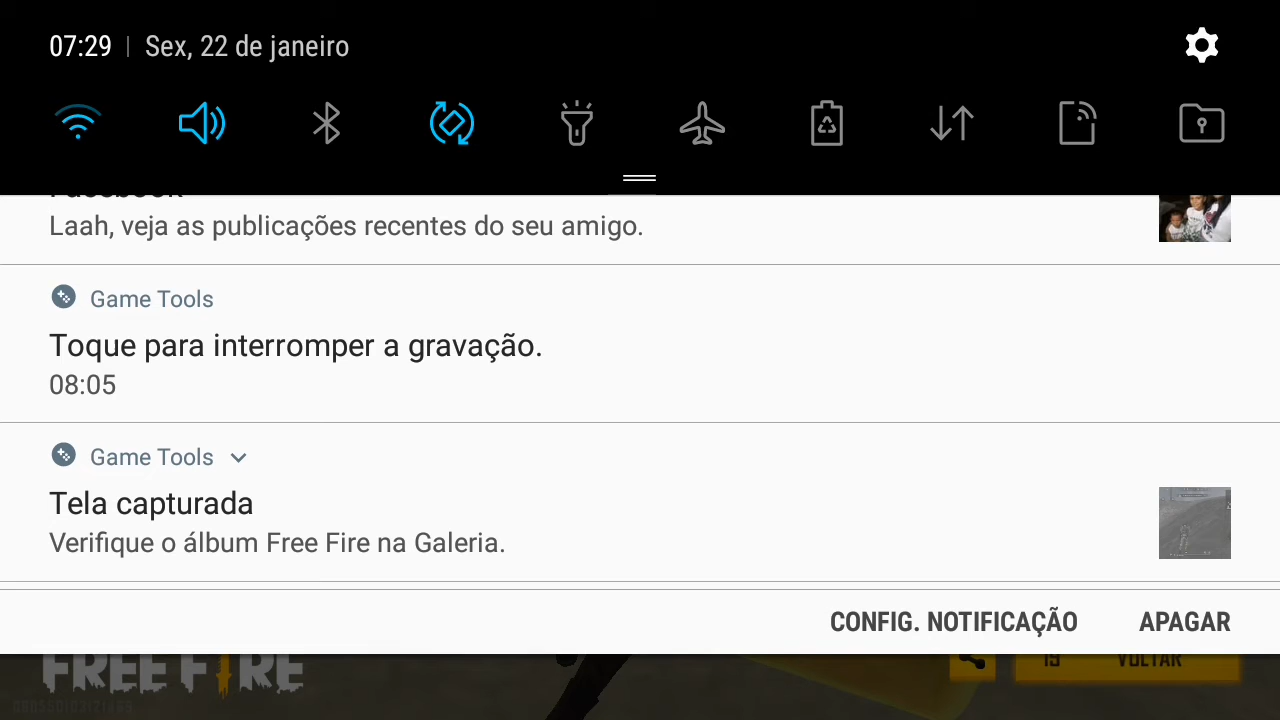 07:29 | Sex, 22 de janeiro
Facebook
Laah, veja as publicações recentes do seu amigo.
Game Tools
Toque para interromper a gravação.
08:05
Game Tools
Tela capturada
Verifique o álbum Free Fire na Galeria.
CONFIG. NOTIFICAÇÃO APAGAR
FREE FIRE
15 VOLTAR